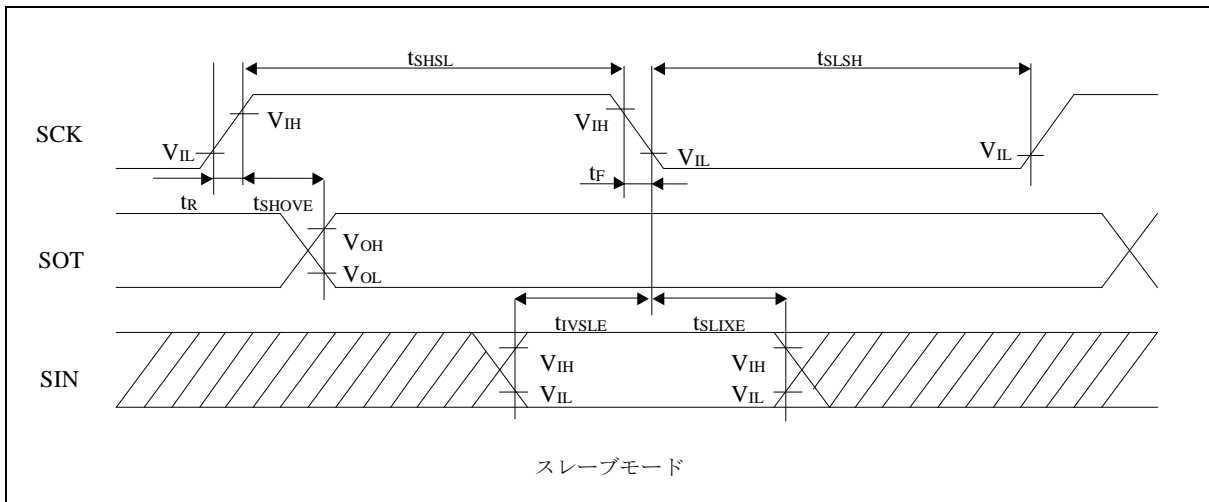 tSHSL tSLSH
SCK
VIH VIH
VIL VIL VIL
tR tSHOVE tF
SOT
VOH
VOL
tIVSLE tSLIXE
SIN
VIH VIH
VIL VIL
スレーブモード